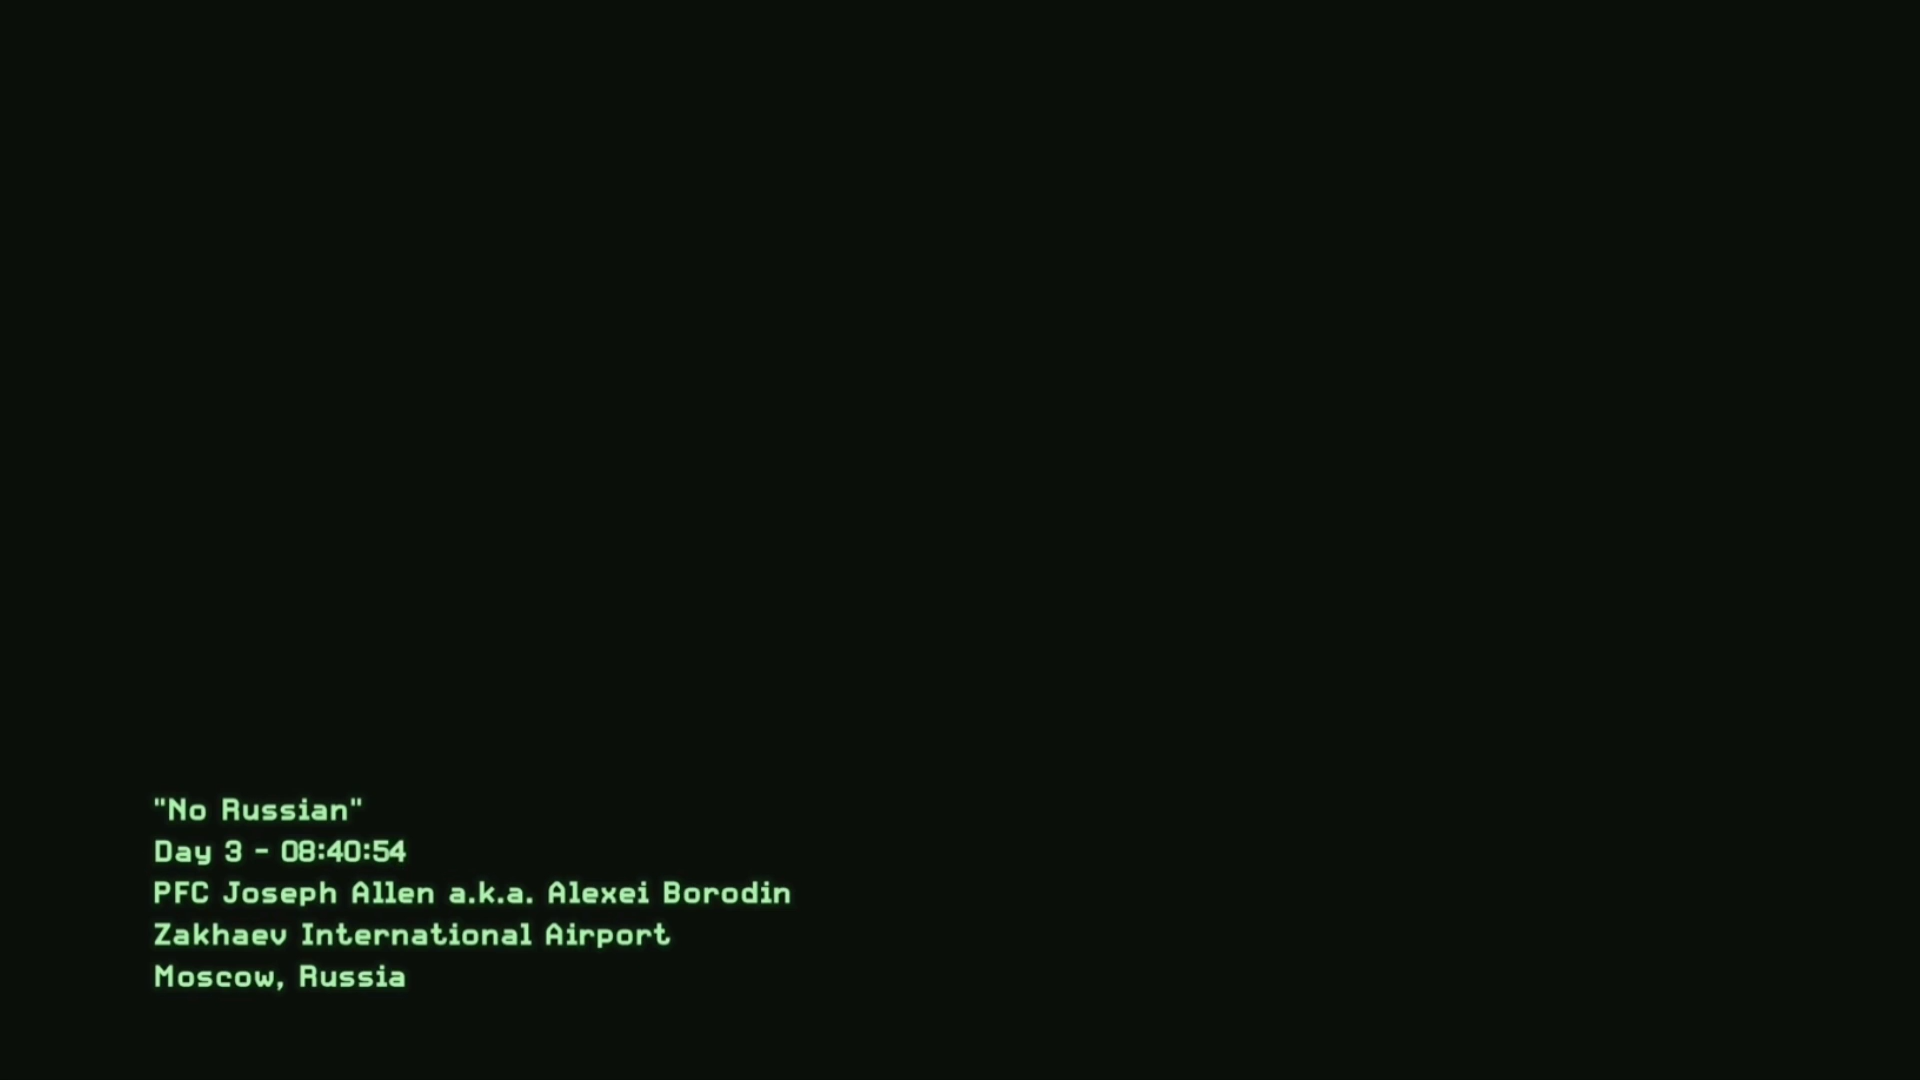 "No Russian"
Day 3 - 08:40:54
PFC Joseph Allen a.k.a. Alexei Borodin
Zakhaev International Airport
Moscow, Russia